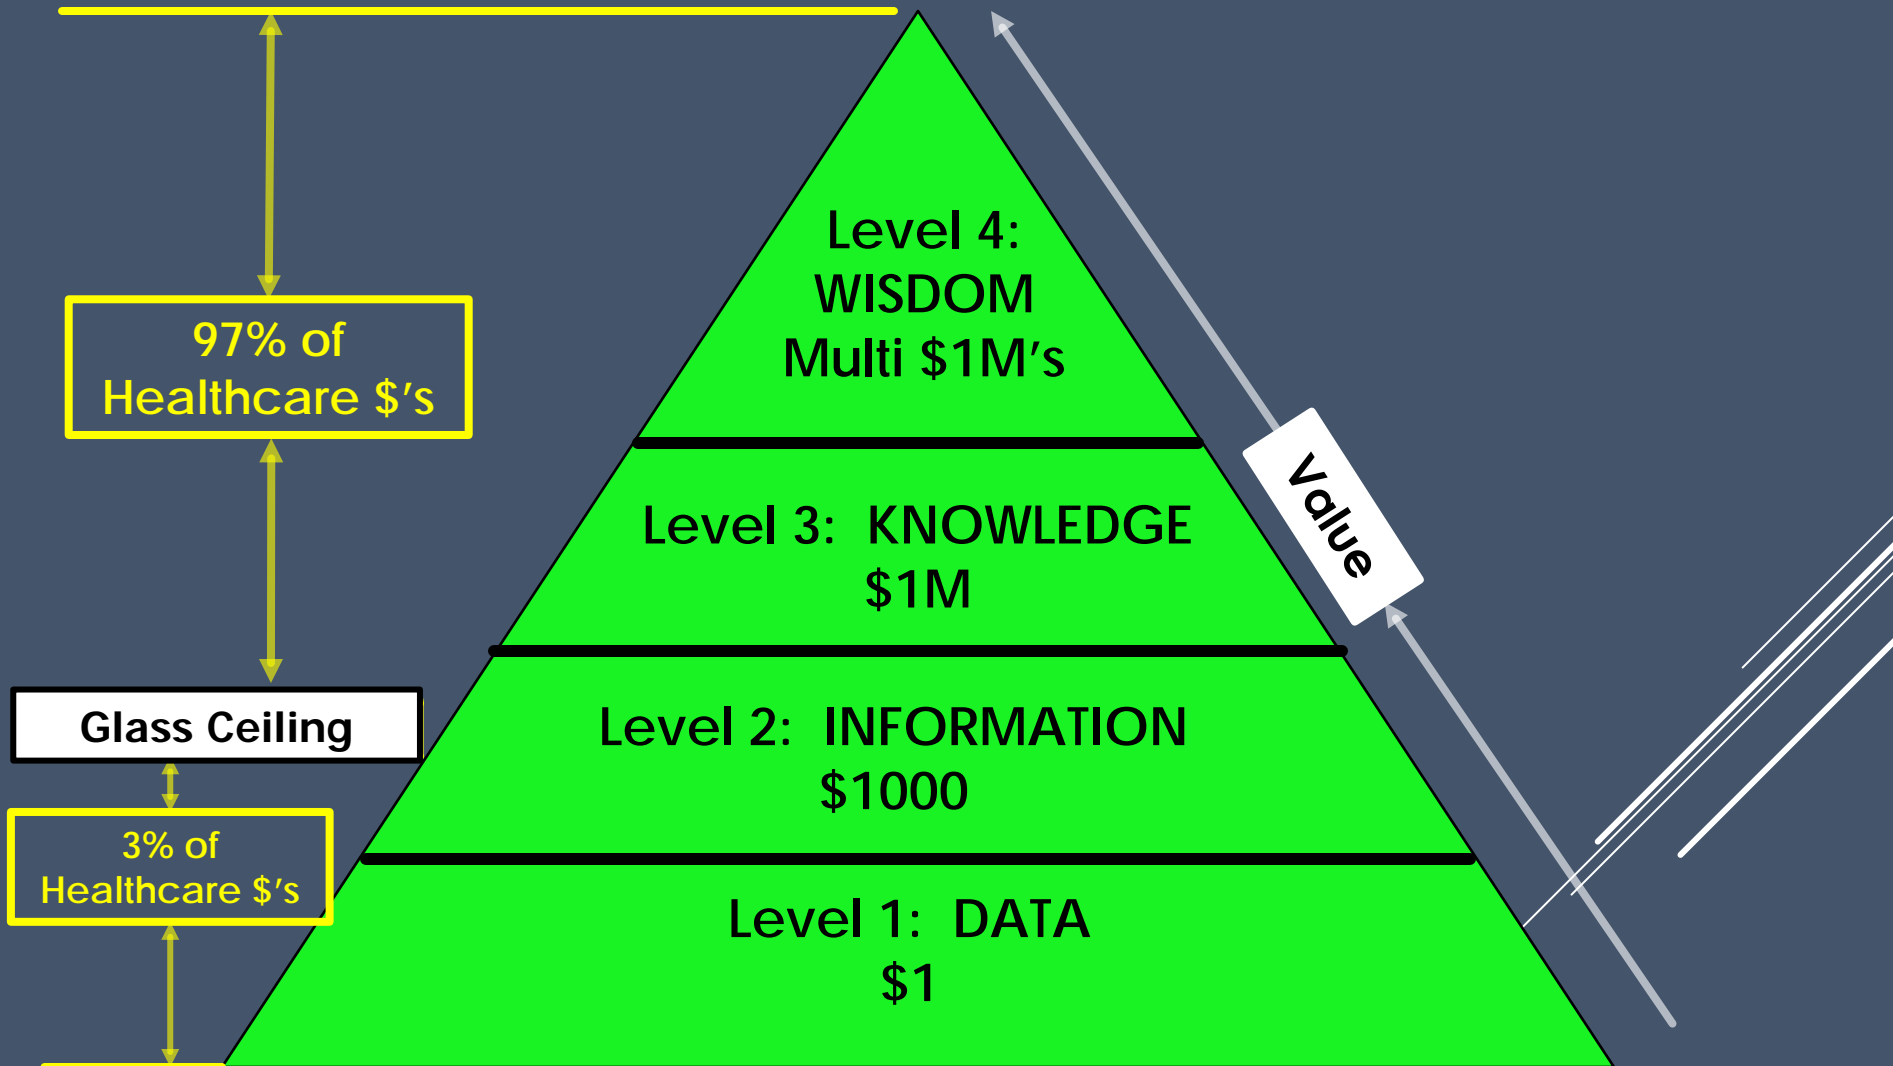 Level 4:
WISDOM
Multi $1M’s
97% of
Healthcare $’s
Value
Level 3:  KNOWLEDGE
$1M
Glass Ceiling
Level 2:  INFORMATION
$1000
3% of
Healthcare $’s
Level 1:  DATA
$1